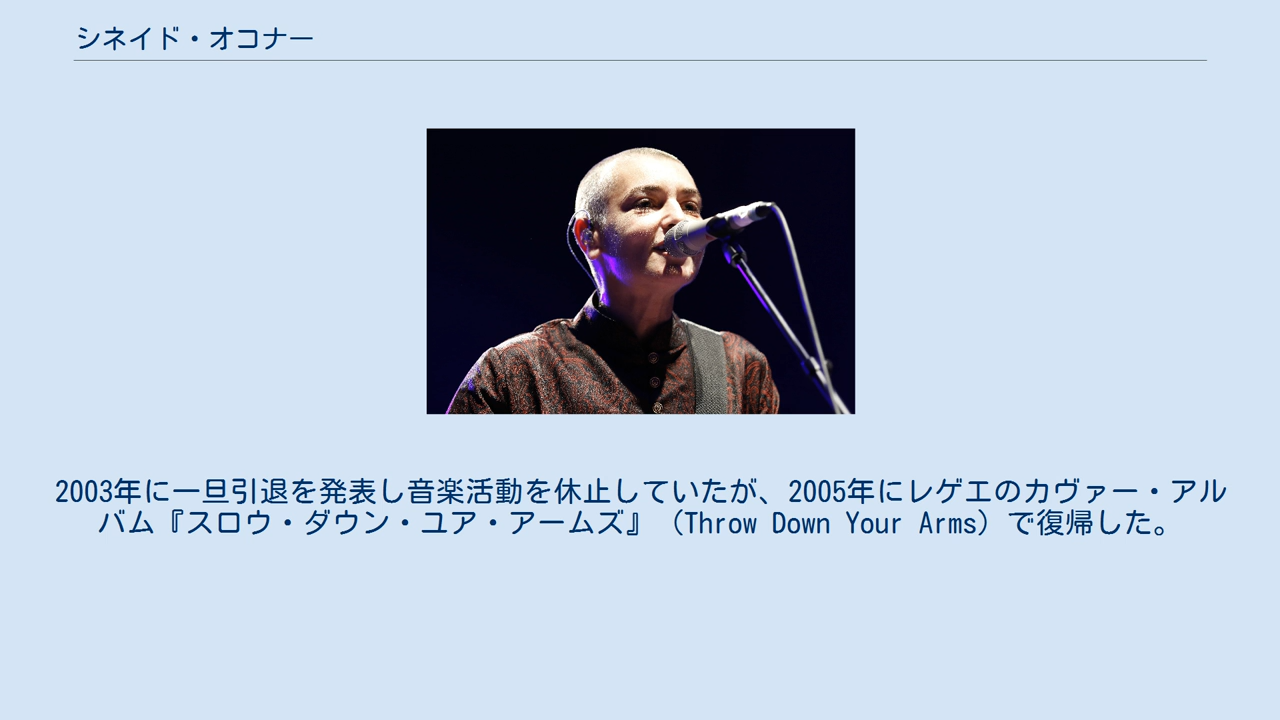 シネイド・オコナー
2003年に一旦引退を発表し音楽活動を休止していたが、2005年にレゲエのカヴァー・アル
バム『スロウ・ダウン・ユア・アームズ』（Throw Down Your Arms）で復帰した。